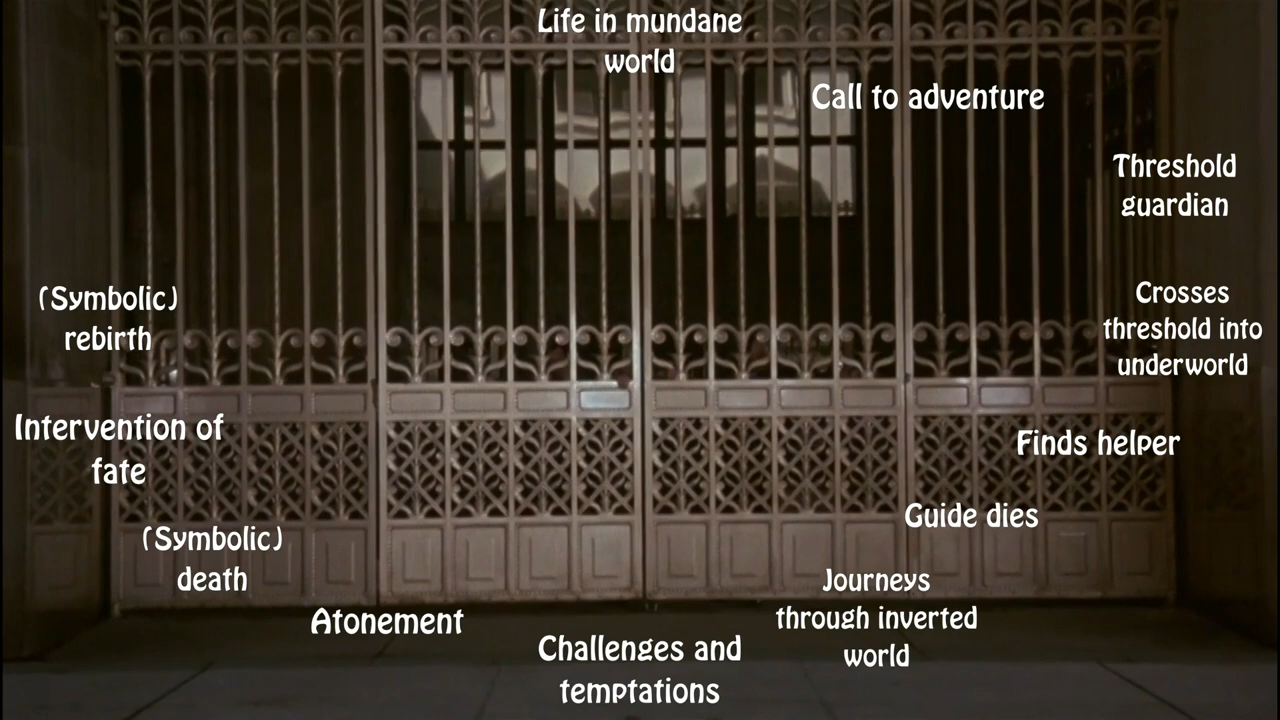 Life in mundane
world
Call to adventure
Threshold
guardian
Crosses
threshold into
underworld
Finds helper
Guide dies
Journeys
through inverted
world
Challenges and
temptations
Atonement
(Symbolic)
death
Intervention of
fate
(Symbolic)
rebirth